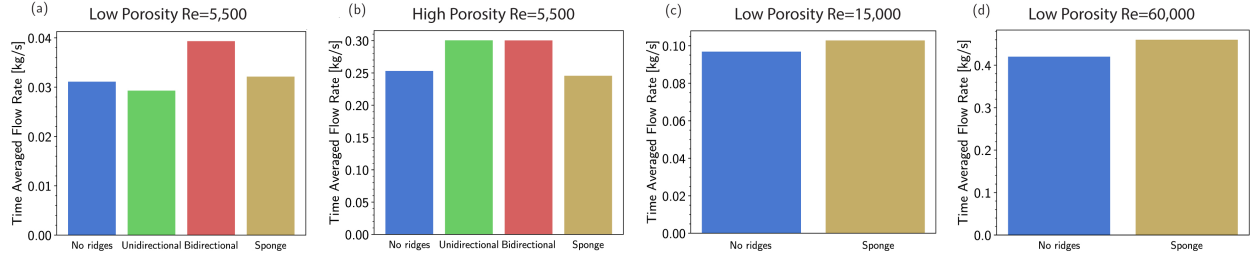 (a)
Low Porosity Re=5,500
Time Averaged Flow Rate [kg/s]
0.04
0.03
0.02
0.01
0.00
No ridges Unidirectional Bidirectional Sponge
(b)
High Porosity Re=5,500
Time Averaged Flow Rate [kg/s]
0.30
0.25
0.20
0.15
0.10
0.05
0.00
No ridges Unidirectional Bidirectional Sponge
(c)
Low Porosity Re=15,000
Time Averaged Flow Rate [kg/s]
0.10
0.08
0.06
0.04
0.02
0.00
No ridges Sponge
(d)
Low Porosity Re=60,000
Time Averaged Flow Rate [kg/s]
0.4
0.3
0.2
0.1
0.0
No ridges Sponge